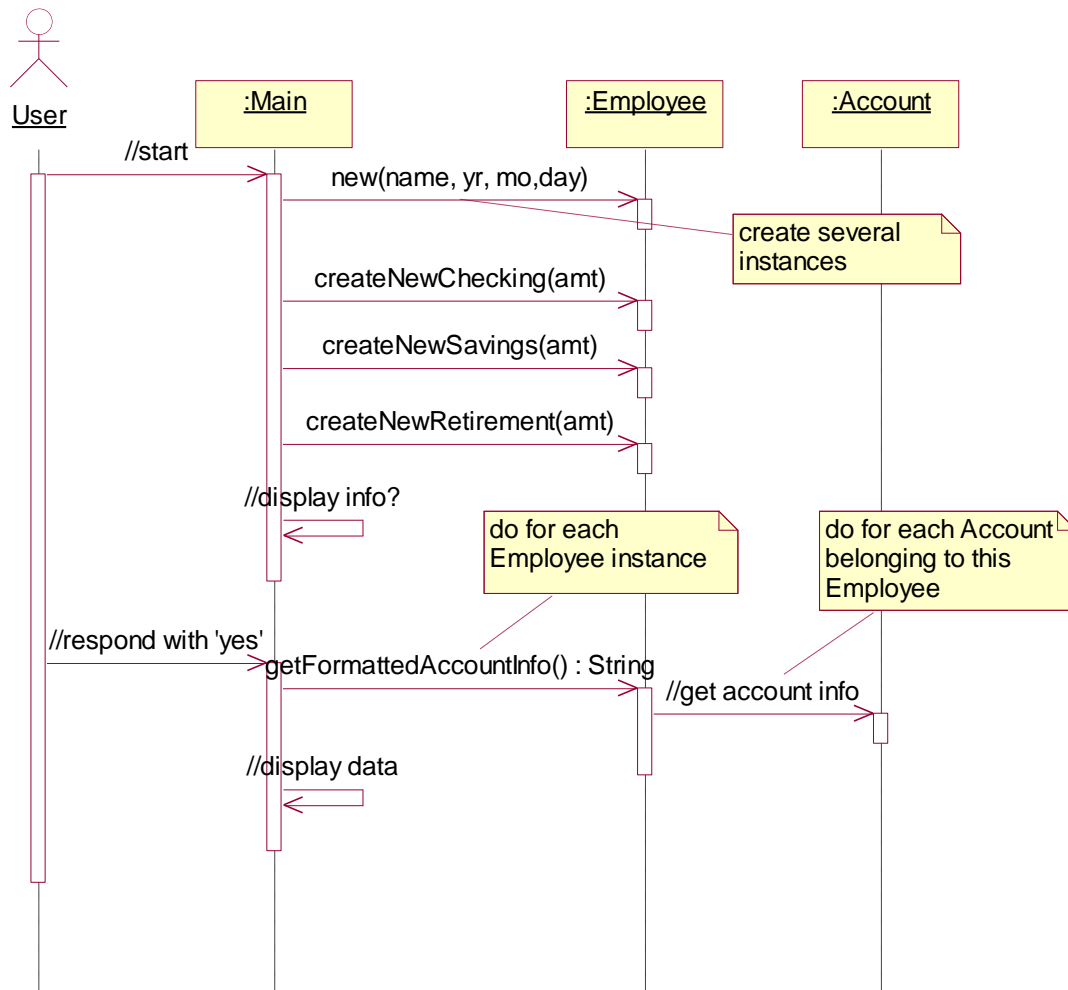 User
:Main
:Employee
:Account
//start
new(name, yr, mo,day)
create several
instances
createNewChecking(amt)
createNewSavings(amt)
createNewRetirement(amt)
//display info?
do for each
Employee instance
do for each Account
belonging to this
Employee
//respond with 'yes'
getFormattedAccountInfo() : String
//get account info
//display data